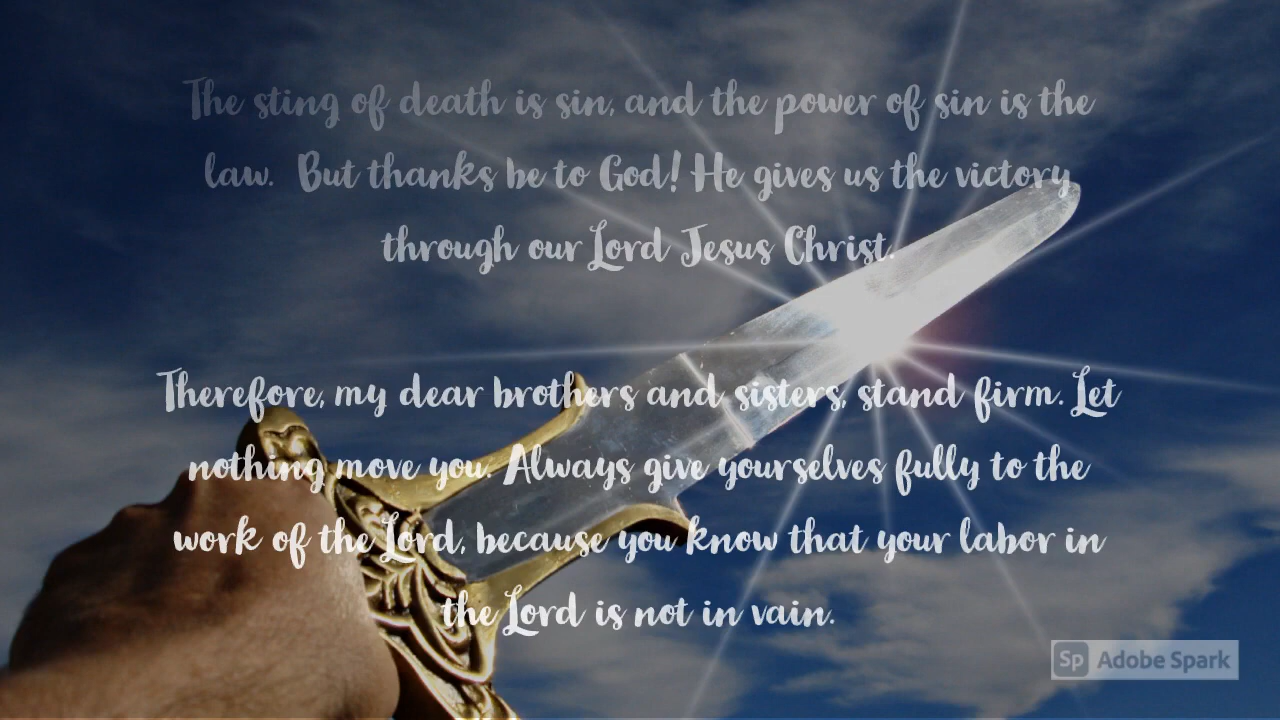 The sting of death is sin, and the power of sin is the
law.  But thanks be to God! He gives us the victory
through our Lord Jesus Christ.
Therefore, my dear brothers and sisters, stand firm. Let
nothing move you. Always give yourselves fully to the
work of the Lord, because you know that your labor in
the Lord is not in vain.
Sp Adobe Spark